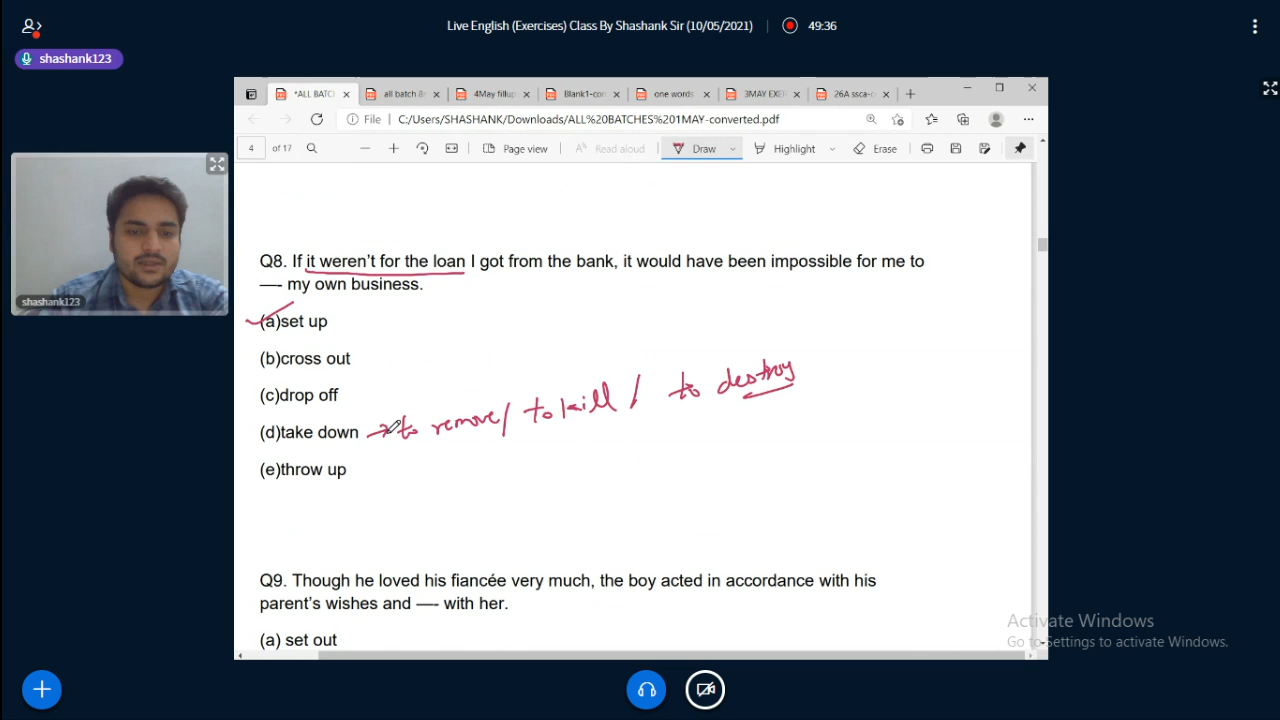 Live English (Exercises) Class By Shashank Sir (10/05/2021)
49:36
shashank123
*ALL BATCH
all batch 8
4May fillup
Blank1-con
one words
3MAY EXER
26A ssca-c
File
C:/Users/SHASHANK/Downloads/ALL%20BATCHES%201MAY-converted.pdf
4 of 17
Page view
Read aloud
Draw
Highlight
Erase
shashank123
Q8. If it weren't for the loan I got from the bank, it would have been impossible for me to
—- my own business.
(a)set up
(b)cross out
(c)drop off
(d)take down → to remove/ to kill / to destroy
(e)throw up
Q9. Though he loved his fiancée very much, the boy acted in accordance with his
parent's wishes and —- with her.
(a) set out
Activate Windows
Go to Settings to activate Windows.